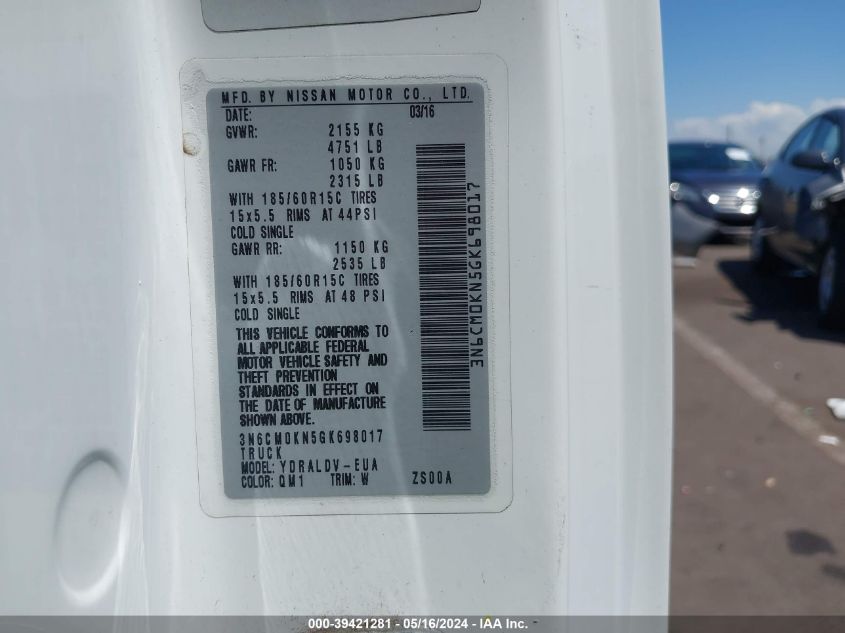 MFD. BY NISSAN MOTOR CO., LTD.
DATE: 03/16
GVWR: 2155 KG
4751 LB
GAWR FR: 1050 KG
2315 LB
WITH 185/60R15C TIRES
15x5.5 RIMS AT 44PSI
COLD SINGLE
GAWR RR: 1150 KG
2535 LB
WITH 185/60R15C TIRES
15x5.5 RIMS AT 48 PSI
COLD SINGLE
THIS VEHICLE CONFORMS TO
ALL APPLICABLE FEDERAL
MOTOR VEHICLE SAFETY AND
THEFT PREVENTION
STANDARDS IN EFFECT ON
THE DATE OF MANUFACTURE
SHOWN ABOVE.
3N6CM0KN5GK698017
TRUCK
MODEL: YDRALDV-EUA
COLOR: QM1 TRIM: W ZS00A
3N6CM0KN5GK698017
000-39421281 - 05/16/2024 - IAA Inc.